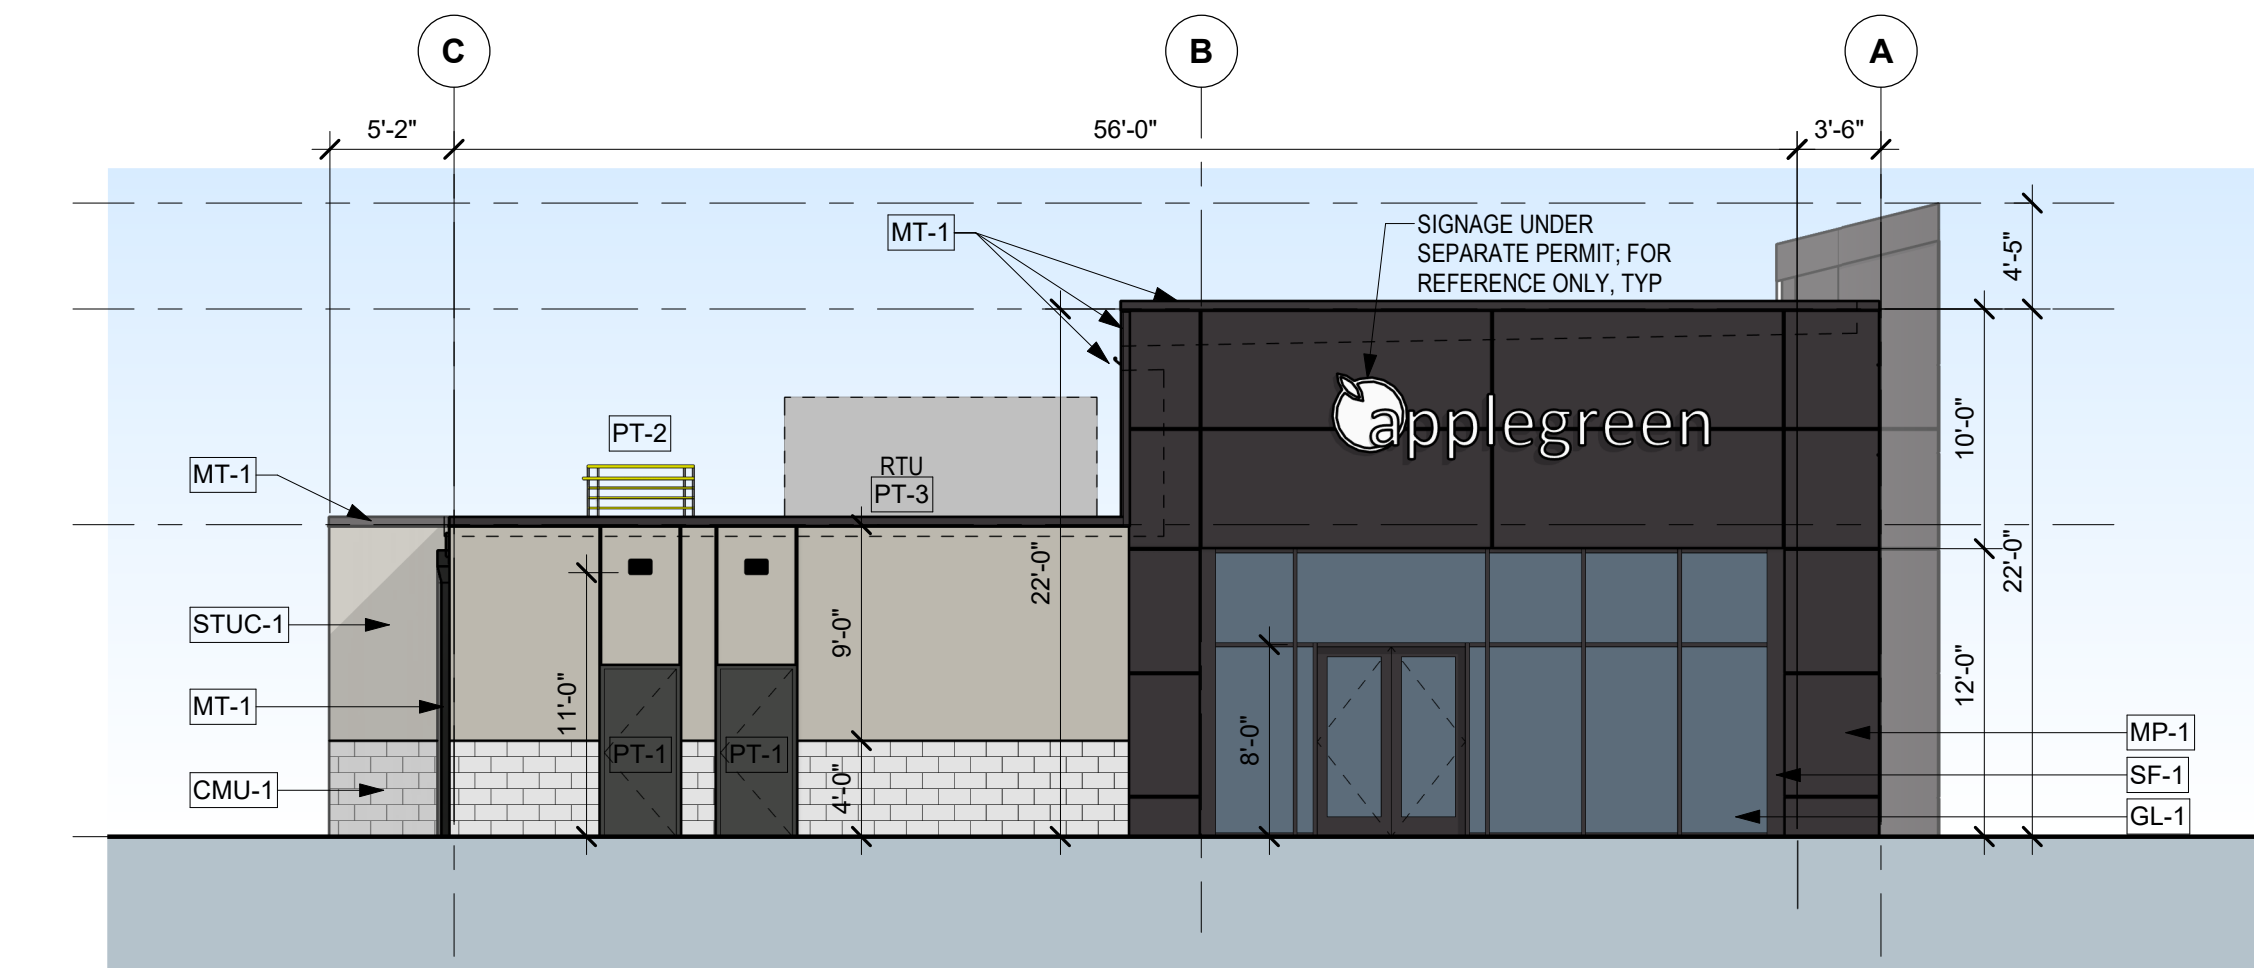 C
B
A
5'-2"
56'-0"
3'-6"
MT-1
SIGNAGE UNDER
SEPARATE PERMIT; FOR
REFERENCE ONLY, TYP
4'-5"
applegreen
10'-0"
PT-2
MT-1
RTU
PT-3
22'-0"
22'-0"
STUC-1
9'-0"
11'-0"
12'-0"
MT-1
8'-0"
MP-1
PT-1
PT-1
SF-1
CMU-1
4'-0"
GL-1